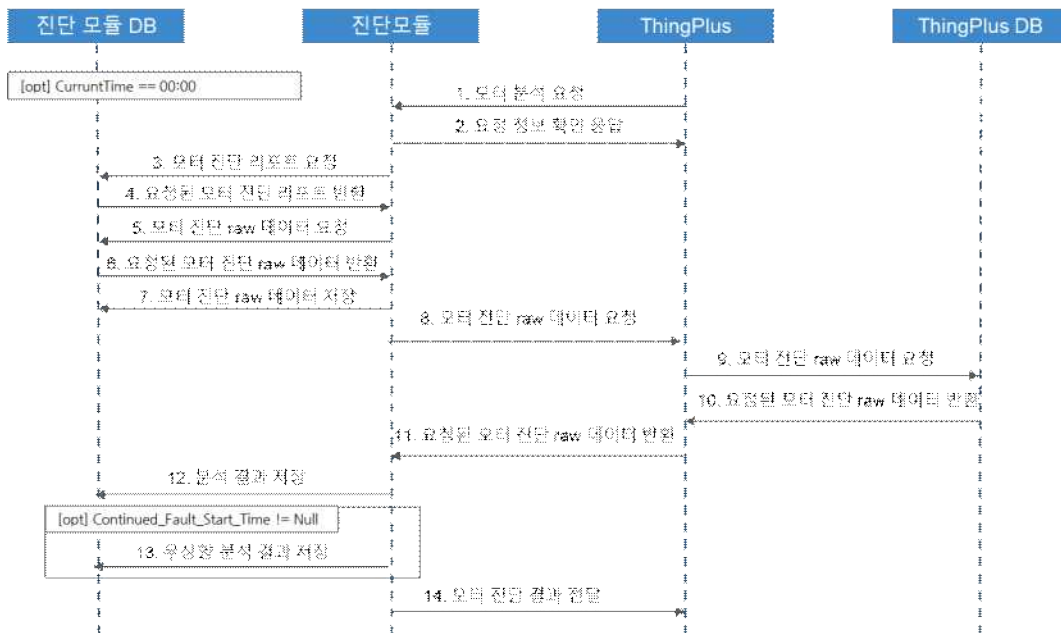 진단 모듈 DB
진단모듈
ThingPlus
ThingPlus DB
[opt] CurruntTime == 00:00
1. 모터 분석 요청
2. 요청 정보 확인 응답
3. 모터 진단 리포트 요청
4. 요청된 모터 진단 리포트 반환
5. 모터 진단 raw 데이터 요청
6. 요청된 모터 진단 raw 데이터 반환
7. 모터 진단 raw 데이터 저장
8. 모터 진단 raw 데이터 요청
9. 모터 진단 raw 데이터 요청
10. 요청된 모터 진단 raw 데이터 반환
11. 요청된 모터 진단 raw 데이터 반환
12. 분석 결과 저장
[opt] Continued_Fault_Start_Time != Null
13. 우상향 분석 결과 저장
14. 모터 진단 결과 전달